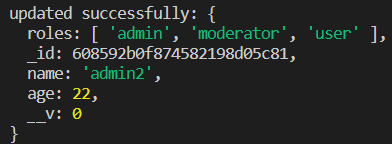 updated successfully: {
  roles: [ 'admin', 'moderator', 'user' ],
  _id: 608592b0f874582198d05c81,
  name: 'admin2',
  age: 22,
  __v: 0
}